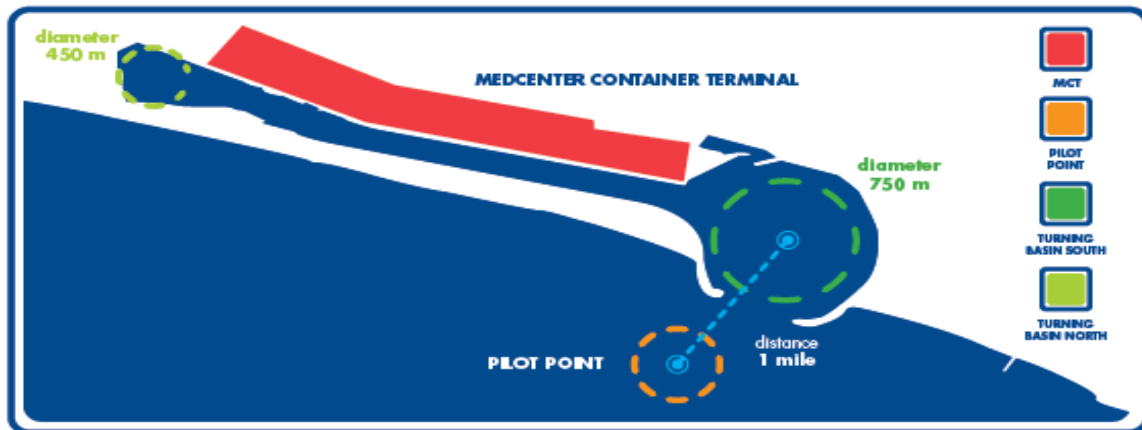 diameter
450 m
MEDCENTER CONTAINER TERMINAL
MCT
PILOT
POINT
diameter
750 m
TURNING
BASIN SOUTH
TURNING
BASIN NORTH
distance
1 mile
PILOT POINT